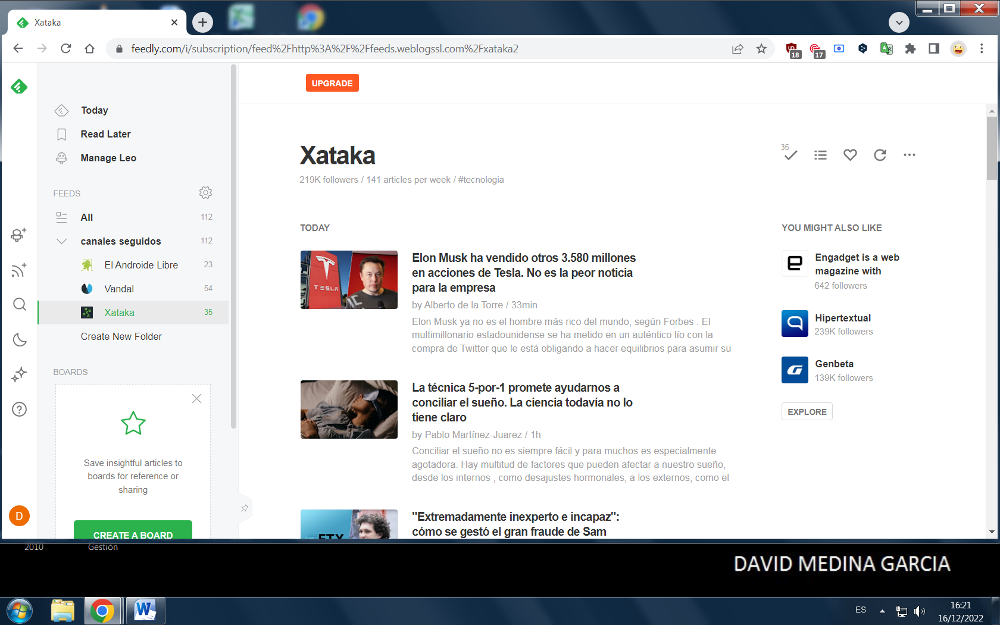 Xataka
feedly.com/i/subscription/feed%2Fhttp%3A%2F%2Ffeeds.weblogssl.com%2Fxataka2
18
17
UPGRADE
Today
Read Later
Manage Leo
FEEDS
All 112
canales seguidos 112
El Androide Libre 23
Vandal 54
Xataka 35
Create New Folder
BOARDS
Save insightful articles to
boards for reference or
sharing
CREATE A BOARD
D
Xataka
219K followers / 141 articles per week / #tecnologia
35
TODAY
TESLA
Elon Musk ha vendido otros 3.580 millones
en acciones de Tesla. No es la peor noticia
para la empresa
by Alberto de la Torre / 33min
Elon Musk ya no es el hombre más rico del mundo, según Forbes . El
multimillonario estadounidense se ha metido en un auténtico lío con la
compra de Twitter que le está obligando a hacer equilibrios para asumir su
La técnica 5-por-1 promete ayudarnos a
conciliar el sueño. La ciencia todavía no lo
tiene claro
by Pablo Martínez-Juarez / 1h
Conciliar el sueño no es siempre fácil y para muchos es especialmente
agotadora. Hay multitud de factores que pueden afectar a nuestro sueño,
desde los internos , como desajustes hormonales, a los externos, como el
FTX
"Extremadamente inexperto e incapaz":
cómo se gestó el gran fraude de Sam
YOU MIGHT ALSO LIKE
Engadget is a web
magazine with
642 followers
Hipertextual
239K followers
Genbeta
139K followers
EXPLORE
2010 Gestión
DAVID MEDINA GARCIA
ES
16:21
16/12/2022